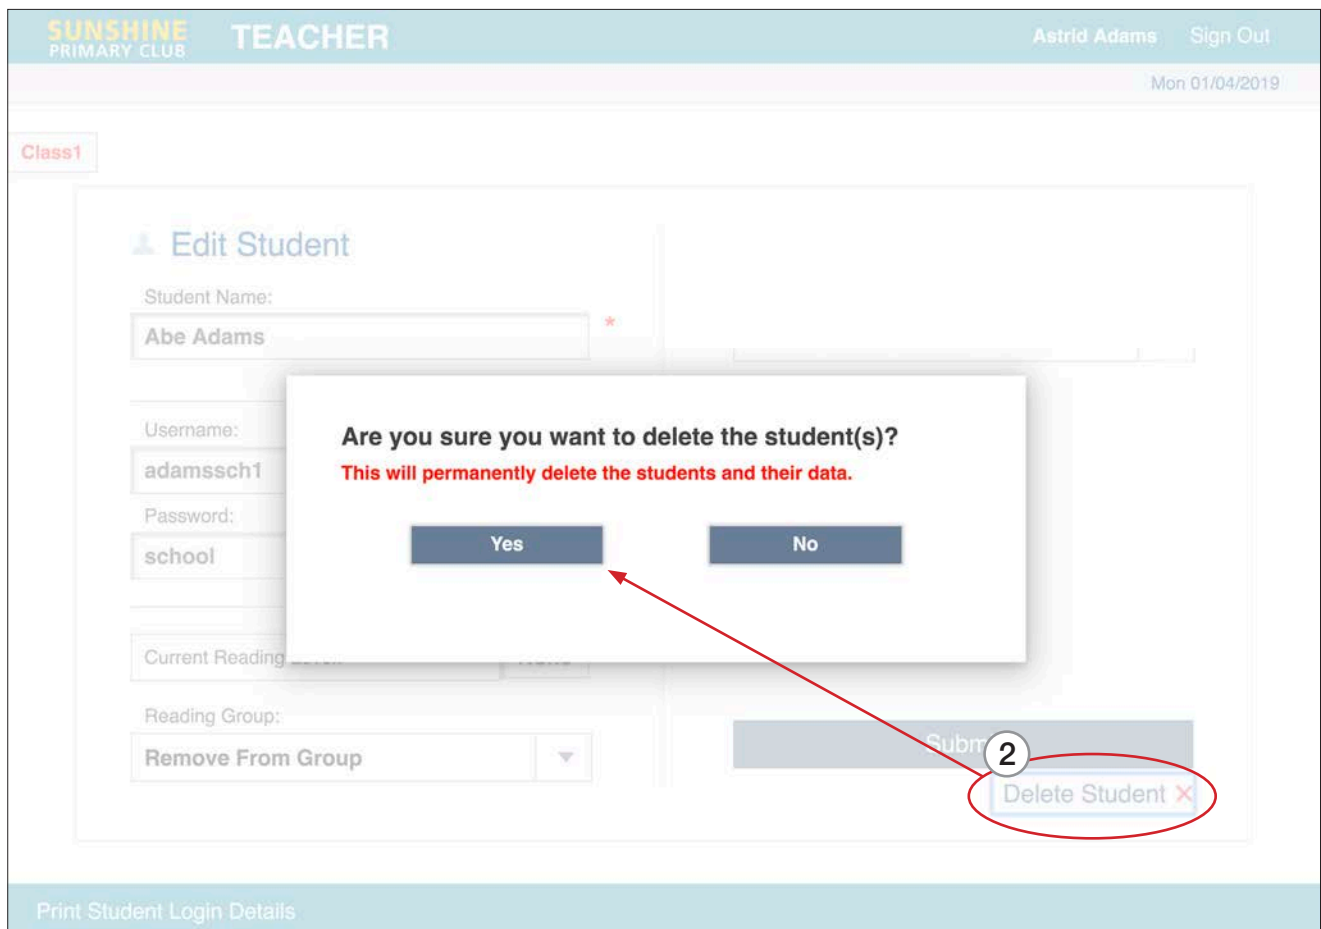 SUNSHINE
PRIMARY CLUB
TEACHER
Astrid Adams Sign Out
Mon 01/04/2019
Class1
Edit Student
Student Name:
Abe Adams *
Username:
adamssch1
Password:
school
Are you sure you want to delete the student(s)?
This will permanently delete the students and their data.
Yes No
Current Reading
Reading Group:
Remove From Group
2
Delete Student
Print Student Login Details